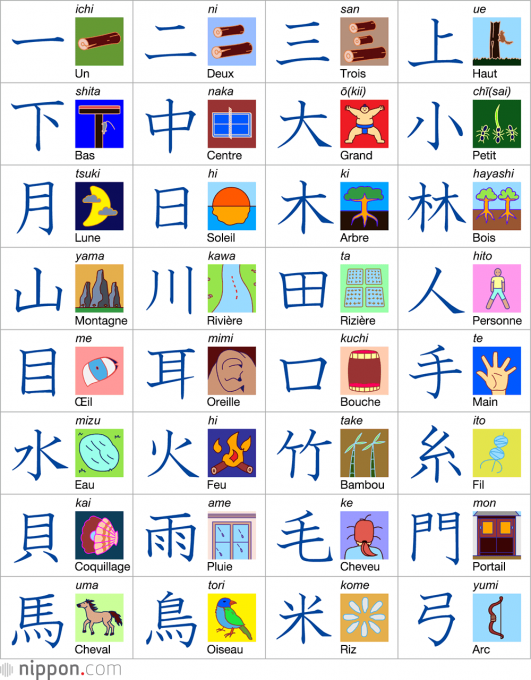 ichi
一
Un
ni
二
Deux
san
三
Trois
ue
上
Haut
shita
下
Bas
naka
中
Centre
ō(kii)
大
Grand
chī(sai)
小
Petit
tsuki
月
Lune
hi
日
Soleil
ki
木
Arbre
hayashi
林
Bois
yama
山
Montagne
kawa
川
Rivière
ta
田
Rizière
hito
人
Personne
me
目
Œil
mimi
耳
Oreille
kuchi
口
Bouche
te
手
Main
mizu
水
Eau
hi
火
Feu
take
竹
Bambou
ito
糸
Fil
kai
貝
Coquillage
ame
雨
Pluie
ke
毛
Cheveu
mon
門
Portail
uma
馬
Cheval
tori
鳥
Oiseau
kome
米
Riz
yumi
弓
Arc
nippon.com